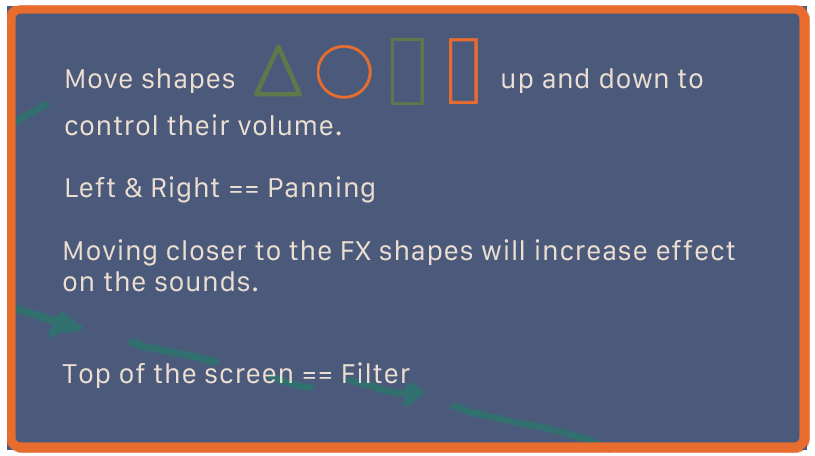 Move shapes up and down to
control their volume.
Left & Right == Panning
Moving closer to the FX shapes will increase effect
on the sounds.
Top of the screen == Filter